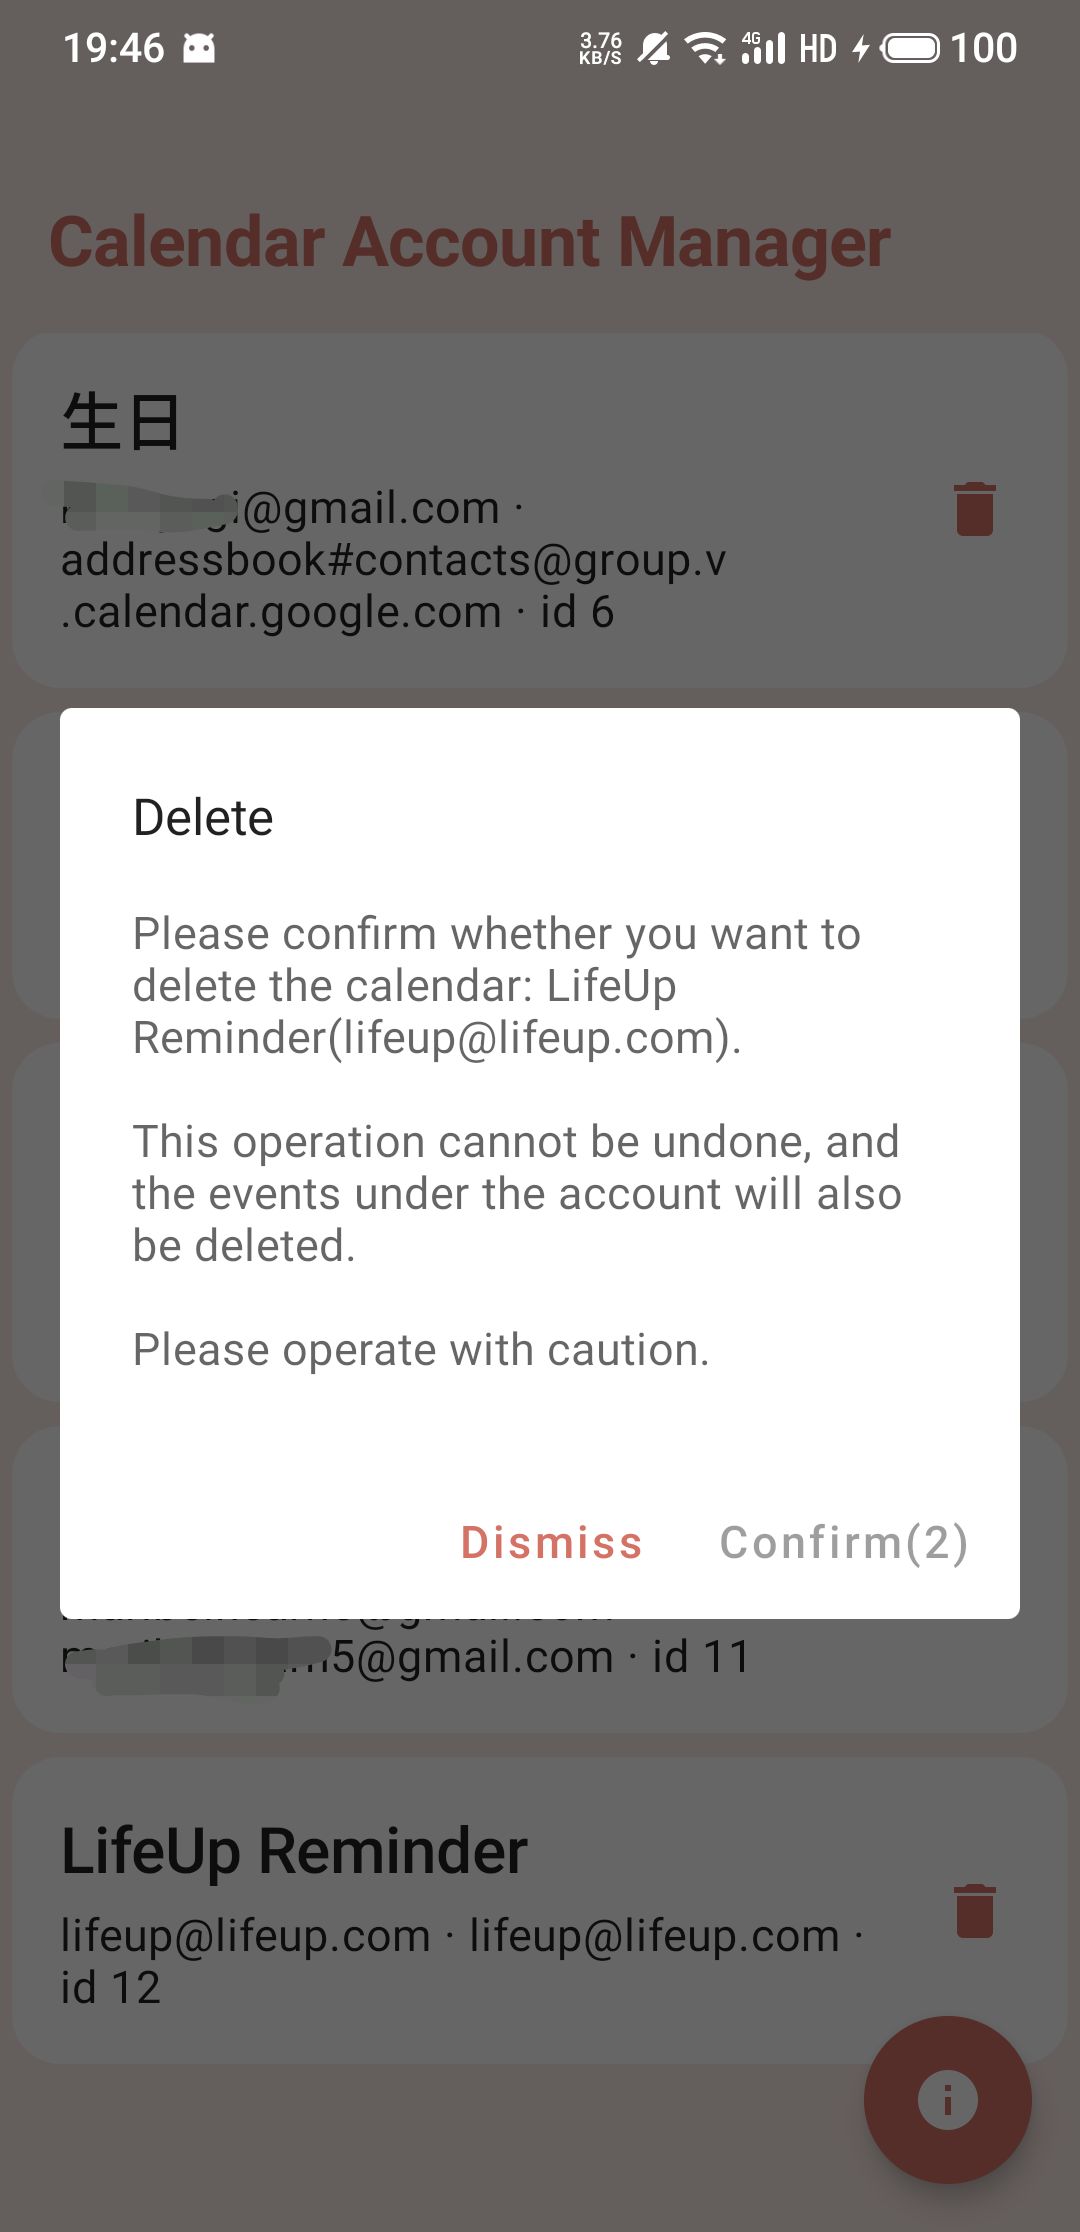 19:46 3.76 KB/S 4G HD 100
Calendar Account Manager
生日
i@gmail.com ·
addressbook#contacts@group.v
.calendar.google.com · id 6
Delete
Please confirm whether you want to
delete the calendar: LifeUp
Reminder(lifeup@lifeup.com).
This operation cannot be undone, and
the events under the account will also
be deleted.
Please operate with caution.
Dismiss Confirm(2)
5@gmail.com · id 11
LifeUp Reminder
lifeup@lifeup.com · lifeup@lifeup.com ·
id 12